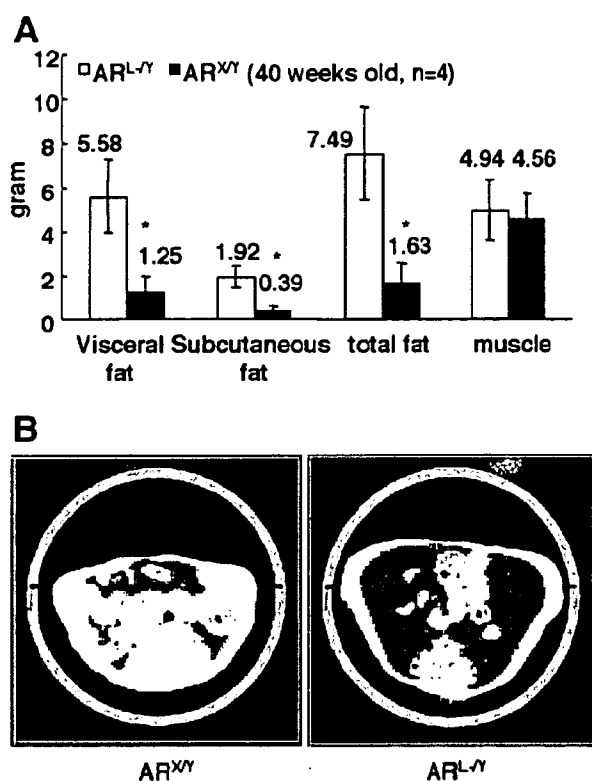 A
12
10
8
6
4
2
0
gram
□ AR^L-/Y ■ AR^X/Y (40 weeks old, n=4)
5.58
*
1.25
1.92
*
0.39
7.49
*
1.63
4.94 4.56
Visceral fat
Subcutaneous fat
total fat
muscle
B
AR^X/Y
AR^L-/Y